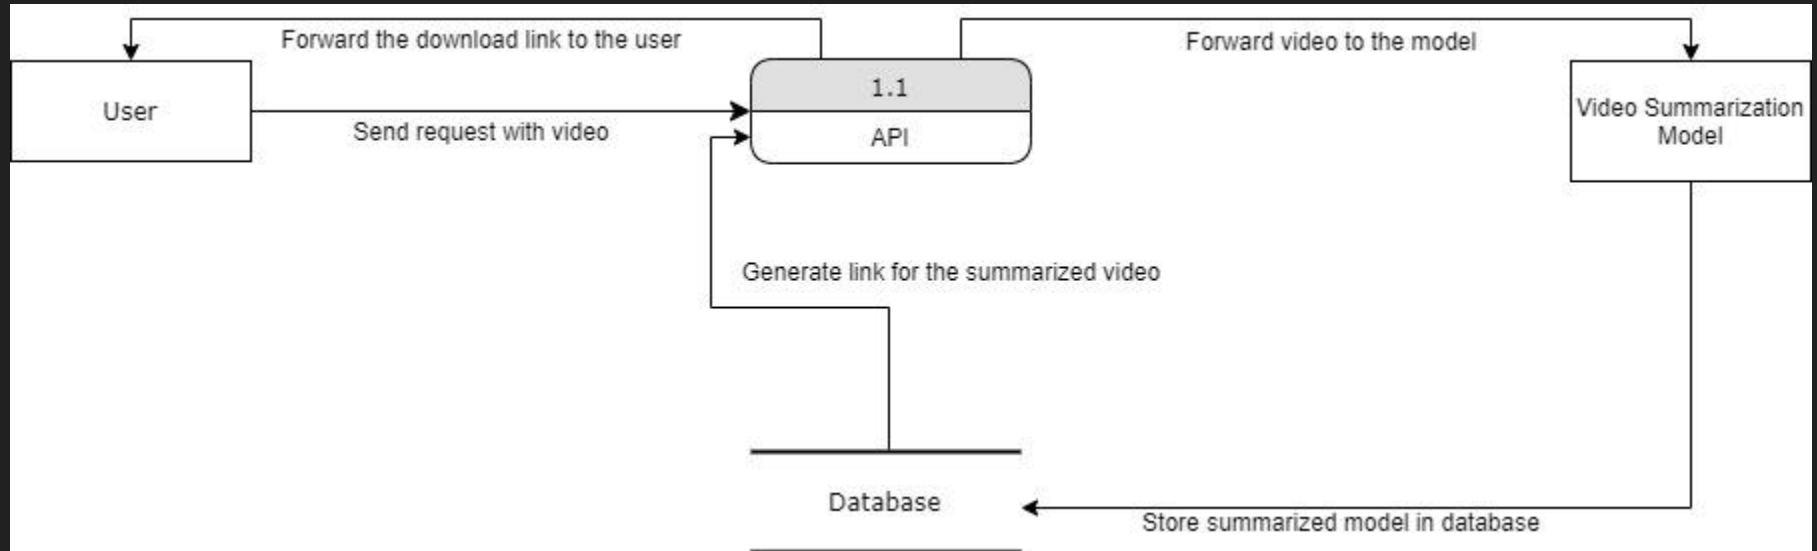 Forward the download link to the user
Forward video to the model
User
1.1
API
Send request with video
Video Summarization
Model
Generate link for the summarized video
Database
Store summarized model in database